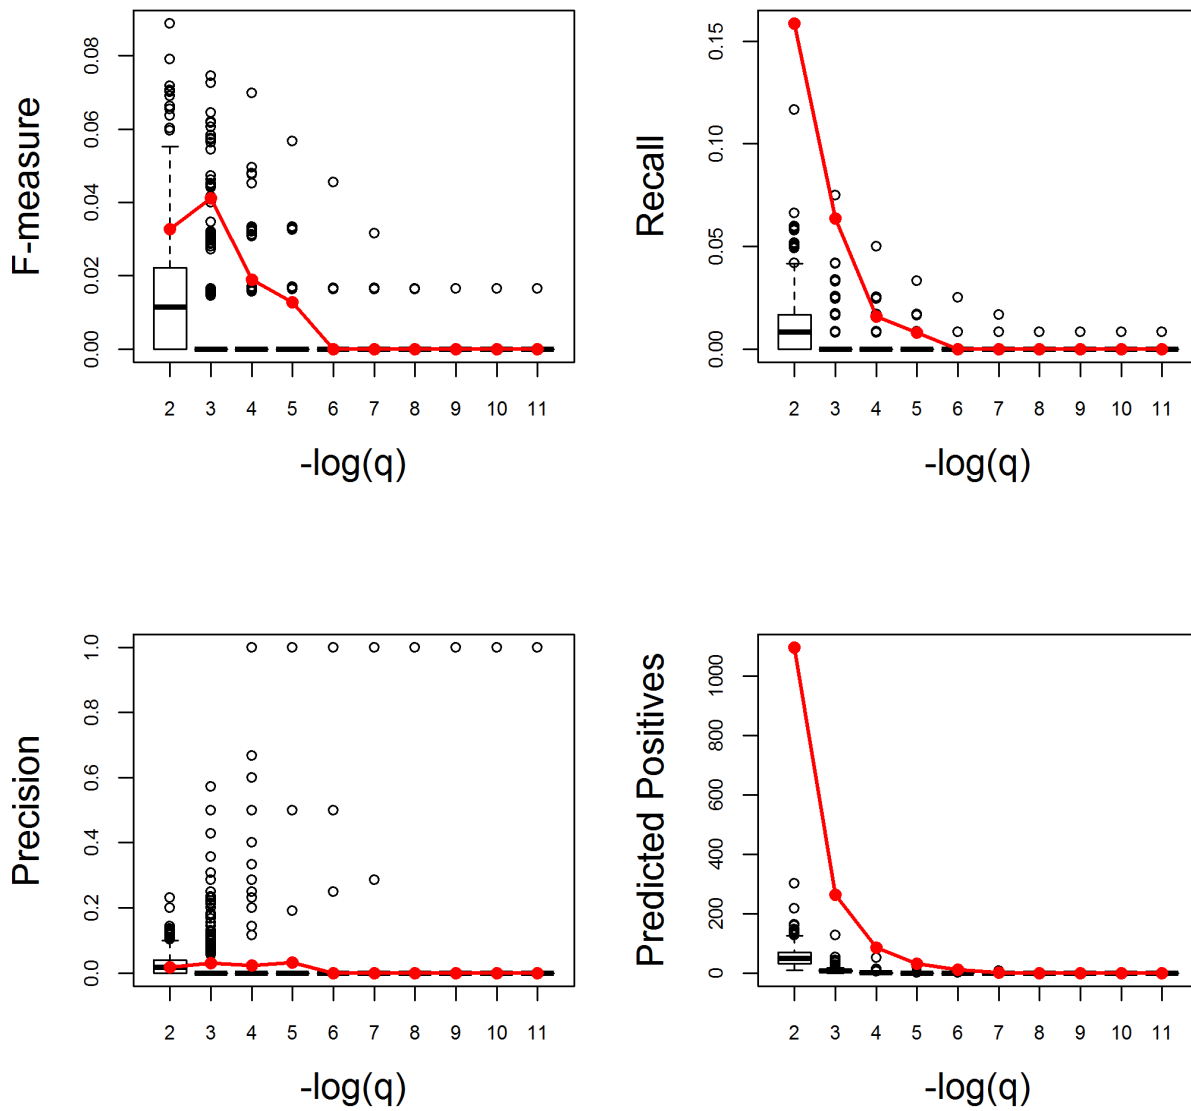 F-measure
0.00 0.02 0.04 0.06 0.08
2 3 4 5 6 7 8 9 10 11
-log(q)
Recall
0.00 0.05 0.10 0.15
2 3 4 5 6 7 8 9 10 11
-log(q)
Precision
0.0 0.2 0.4 0.6 0.8 1.0
2 3 4 5 6 7 8 9 10 11
-log(q)
Predicted Positives
0 200 400 600 800 1000
2 3 4 5 6 7 8 9 10 11
-log(q)